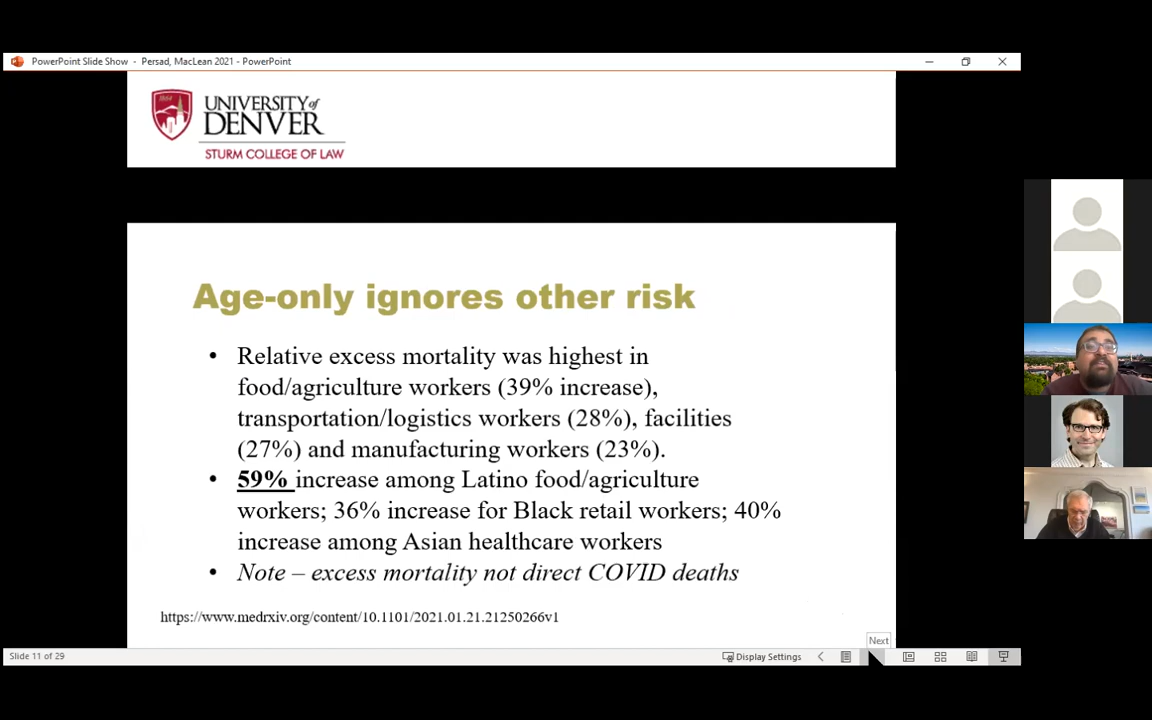 PowerPoint Slide Show - Persad, MacLean 2021 - PowerPoint
UNIVERSITY of
DENVER
STURM COLLEGE OF LAW
Age-only ignores other risk
• Relative excess mortality was highest in
food/agriculture workers (39% increase),
transportation/logistics workers (28%), facilities
(27%) and manufacturing workers (23%).
• 59% increase among Latino food/agriculture
workers; 36% increase for Black retail workers; 40%
increase among Asian healthcare workers
• Note – excess mortality not direct COVID deaths
https://www.medrxiv.org/content/10.1101/2021.01.21.21250266v1
Next
Slide 11 of 29
Display Settings